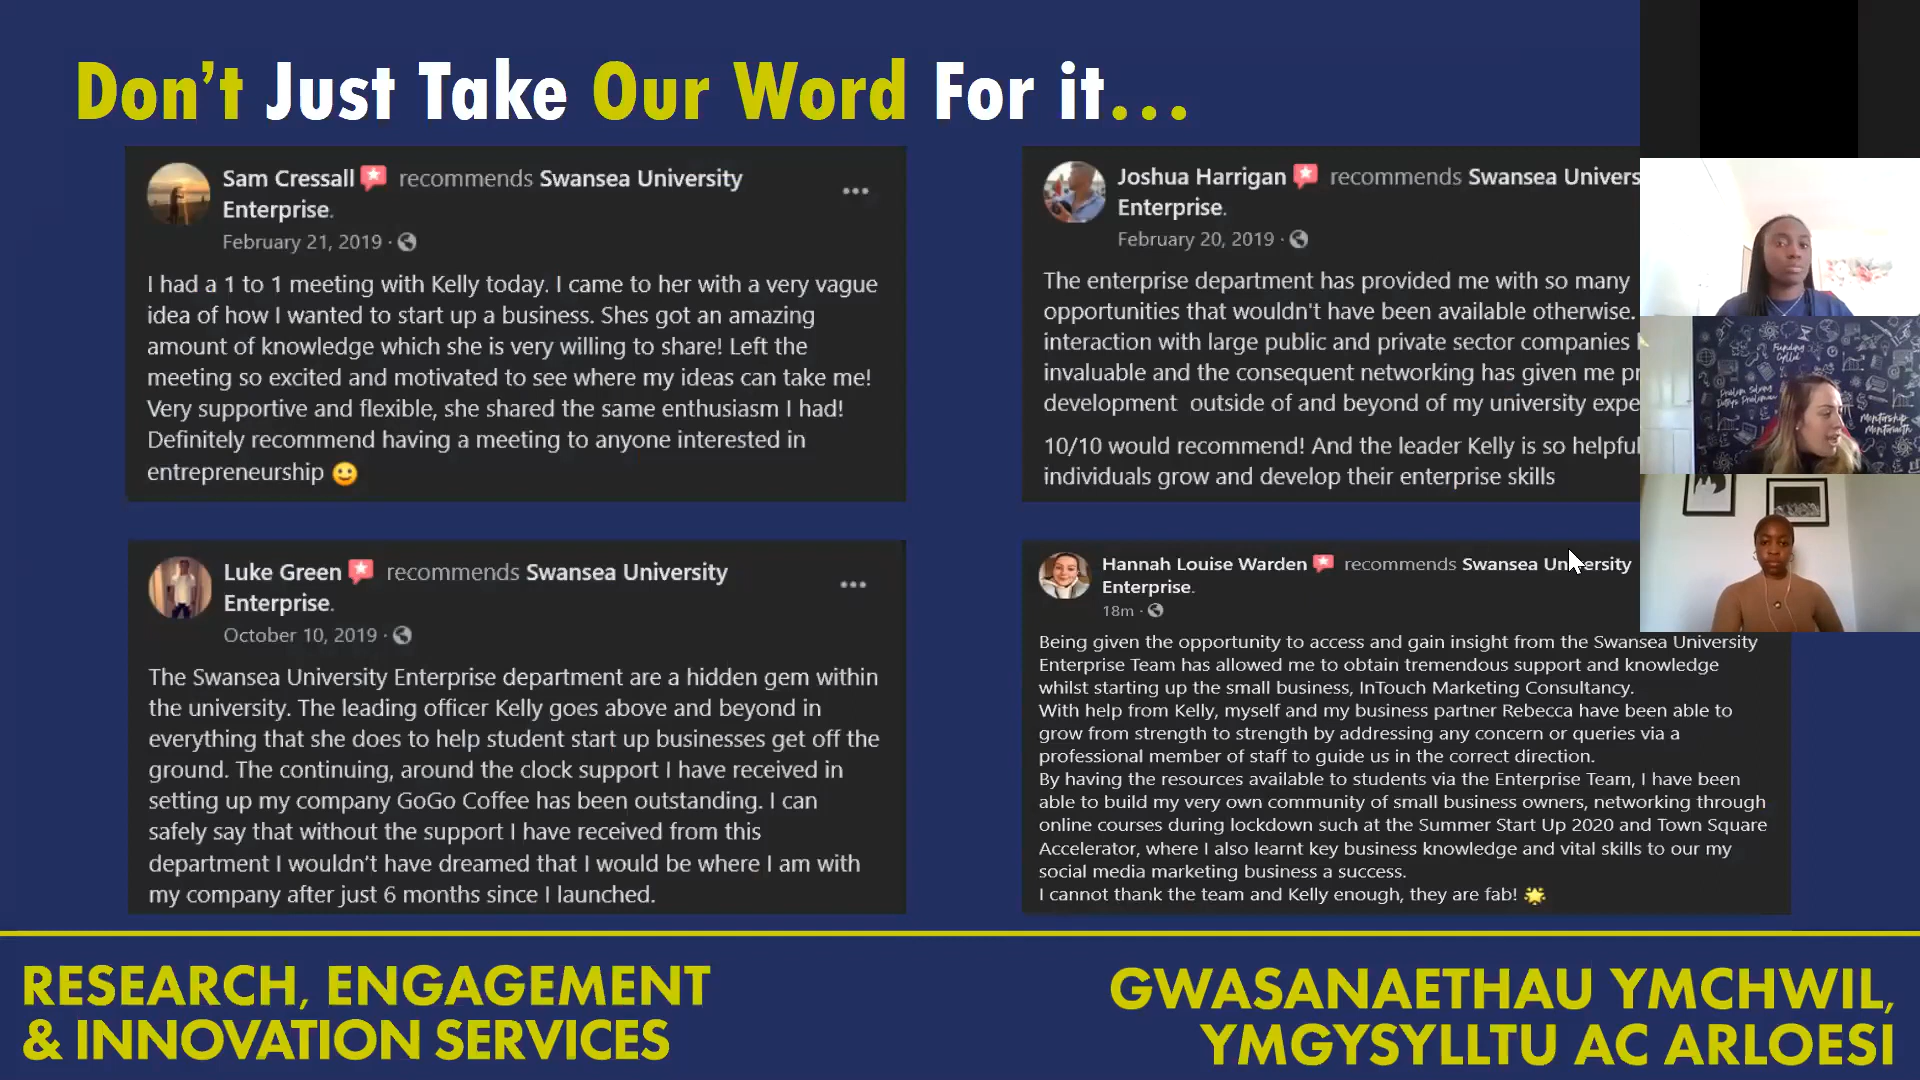 Don't Just Take Our Word For it...
Sam Cressall recommends Swansea University
Enterprise.
February 21, 2019 ·
I had a 1 to 1 meeting with Kelly today. I came to her with a very vague
idea of how I wanted to start up a business. Shes got an amazing
amount of knowledge which she is very willing to share! Left the
meeting so excited and motivated to see where my ideas can take me!
Very supportive and flexible, she shared the same enthusiasm I had!
Definitely recommend having a meeting to anyone interested in
entrepreneurship 🙂
Joshua Harrigan recommends Swansea Univers
Enterprise.
February 20, 2019 ·
The enterprise department has provided me with so many
opportunities that wouldn't have been available otherwise.
interaction with large public and private sector companies
invaluable and the consequent networking has given me pr
development outside of and beyond of my university expe
10/10 would recommend! And the leader Kelly is so helpful
individuals grow and develop their enterprise skills
Luke Green recommends Swansea University
Enterprise.
October 10, 2019 ·
The Swansea University Enterprise department are a hidden gem within
the university. The leading officer Kelly goes above and beyond in
everything that she does to help student start up businesses get off the
ground. The continuing, around the clock support I have received in
setting up my company GoGo Coffee has been outstanding. I can
safely say that without the support I have received from this
department I wouldn't have dreamed that I would be where I am with
my company after just 6 months since I launched.
Hannah Louise Warden recommends Swansea University
Enterprise.
18m ·
Being given the opportunity to access and gain insight from the Swansea University
Enterprise Team has allowed me to obtain tremendous support and knowledge
whilst starting up the small business, InTouch Marketing Consultancy.
With help from Kelly, myself and my business partner Rebecca have been able to
grow from strength to strength by addressing any concern or queries via a
professional member of staff to guide us in the correct direction.
By having the resources available to students via the Enterprise Team, I have been
able to build my very own community of small business owners, networking through
online courses during lockdown such at the Summer Start Up 2020 and Town Square
Accelerator, where I also learnt key business knowledge and vital skills to our my
social media marketing business a success.
I cannot thank the team and Kelly enough, they are fab! 🌟
Funding
Cyllid
Problem Solving
Datrys Problemau
Mentorship
Mentoriaeth
RESEARCH, ENGAGEMENT
& INNOVATION SERVICES
GWASANAETHAU YMCHWIL,
YMGYSYLLTU AC ARLOESI